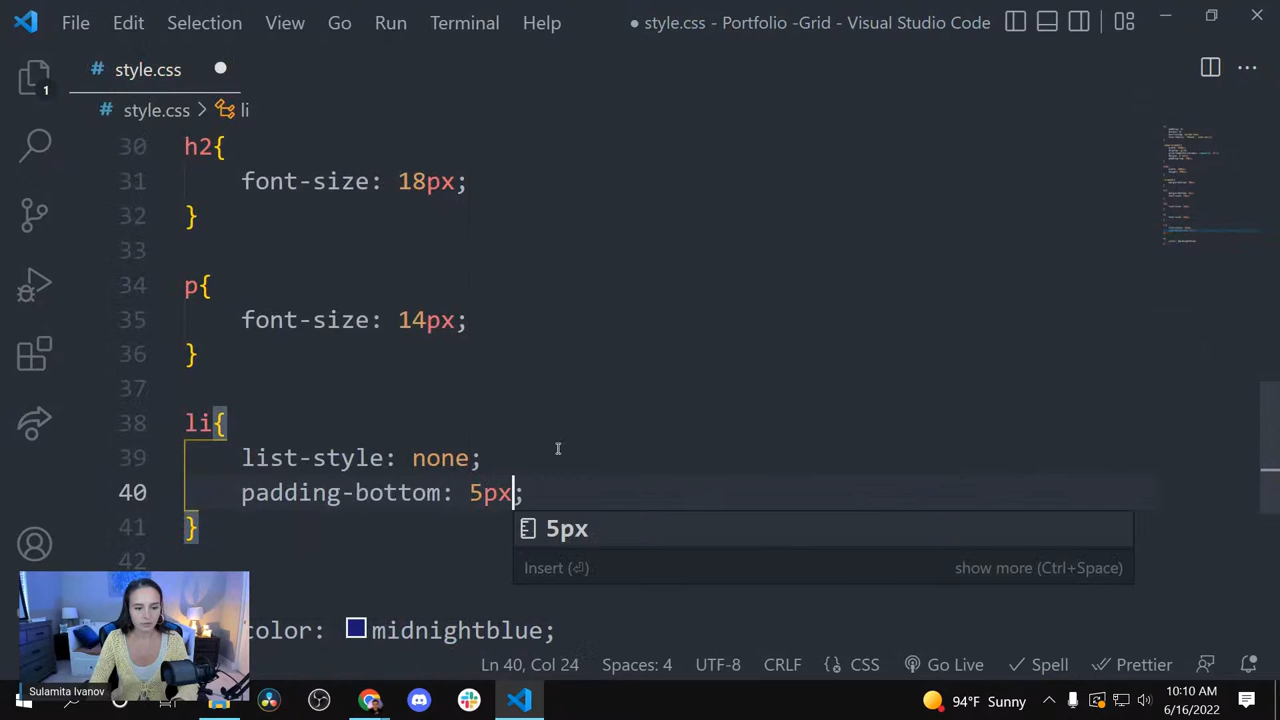 File Edit Selection View Go Run Terminal Help ● style.css - Portfolio -Grid - Visual Studio Code
# style.css ●
# style.css > li
1
30 h2{
31 font-size: 18px;
32 }
33
34 p{
35 font-size: 14px;
36 }
37
38 li{
39 list-style: none;
40 padding-bottom: 5px;
41 }
5px
Insert (⏎) show more (Ctrl+Space)
42
color: midnightblue;
Ln 40, Col 24 Spaces: 4 UTF-8 CRLF {} CSS Go Live Spell Prettier
Sulamita Ivanov
94°F Sunny
10:10 AM
6/16/2022